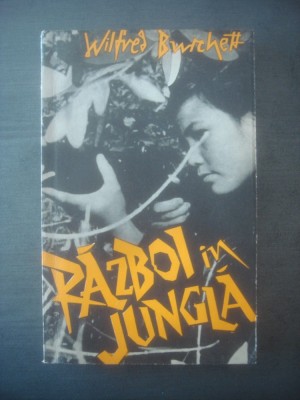 Wilfred Burchett
RĂZBOI în
JUNGLĂ